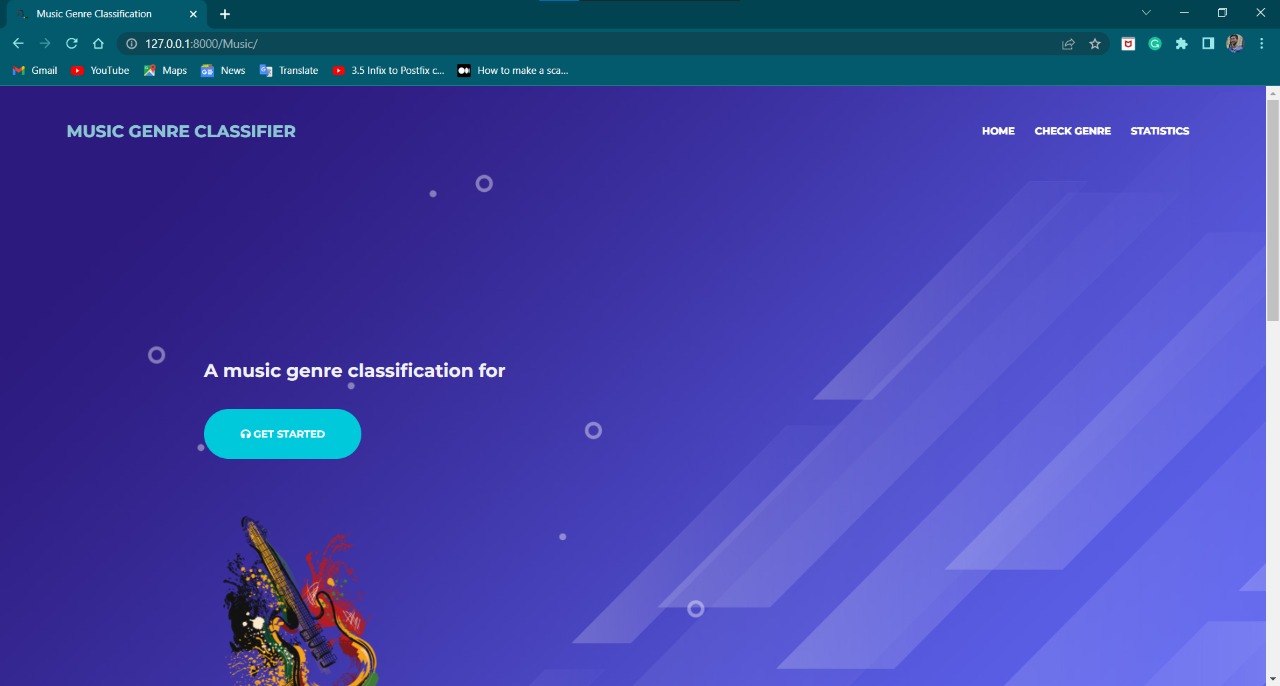 Music Genre Classification
127.0.0.1:8000/Music/
Gmail YouTube Maps News Translate 3.5 Infix to Postfix c... How to make a sca...
MUSIC GENRE CLASSIFIER HOME CHECK GENRE STATISTICS
A music genre classification for
GET STARTED